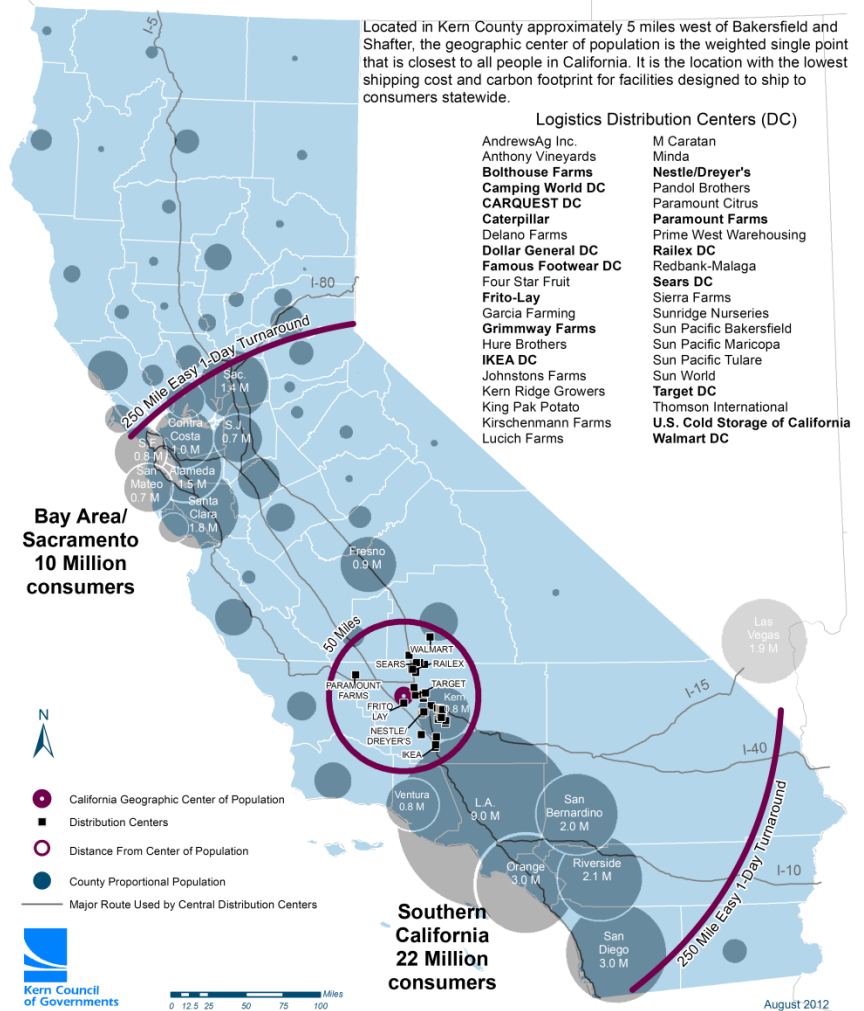 Located in Kern County approximately 5 miles west of Bakersfield and
Shafter, the geographic center of population is the weighted single point
that is closest to all people in California. It is the location with the lowest
shipping cost and carbon footprint for facilities designed to ship to
consumers statewide.
Logistics Distribution Centers (DC)
AndrewsAg Inc.
Anthony Vineyards
Bolthouse Farms
Camping World DC
CARQUEST DC
Caterpillar
Delano Farms
Dollar General DC
Famous Footwear DC
Four Star Fruit
Frito-Lay
Garcia Farming
Grimmway Farms
Hure Brothers
IKEA DC
Johnstons Farms
Kern Ridge Growers
King Pak Potato
Kirschenmann Farms
Lucich Farms
M Caratan
Minda
Nestle/Dreyer's
Pandol Brothers
Paramount Citrus
Paramount Farms
Prime West Warehousing
Railex DC
Redbank-Malaga
Sears DC
Sierra Farms
Sunridge Nurseries
Sun Pacific Bakersfield
Sun Pacific Maricopa
Sun Pacific Tulare
Sun World
Target DC
Thomson International
U.S. Cold Storage of California
Walmart DC
I-5
I-80
250 Mile Easy 1-Day Turnaround
Sac.
1.4 M
Contra
Costa
1.0 M
S.J.
0.7 M
S.F.
0.8 M
San
Mateo
0.7 M
Alameda
1.5 M
Santa
Clara
1.8 M
Bay Area/
Sacramento
10 Million
consumers
Fresno
0.9 M
Las
Vegas
1.9 M
50 Miles
WALMART
SEARS
RAILEX
PARAMOUNT
FARMS
TARGET
FRITO
LAY
Kern
0.8 M
NESTLE/
DREYER'S
IKEA
I-15
I-40
I-10
Ventura
0.8 M
L.A.
9.0 M
San
Bernardino
2.0 M
Orange
3.0 M
Riverside
2.1 M
San
Diego
3.0 M
250 Mile Easy 1-Day Turnaround
Southern
California
22 Million
consumers
N
California Geographic Center of Population
Distribution Centers
Distance From Center of Population
County Proportional Population
Major Route Used by Central Distribution Centers
Kern Council
of Governments
Miles
0 12.5 25 50 75 100
August 2012